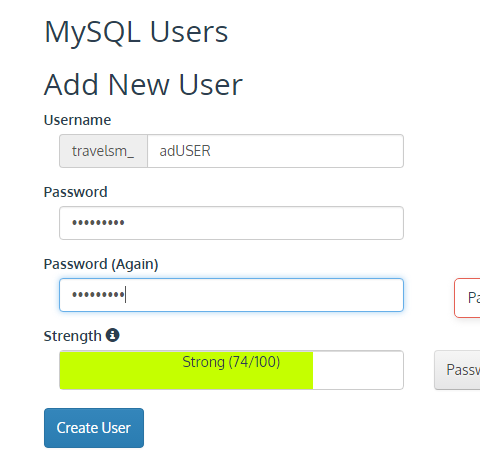 MySQL Users
Add New User
Username
travelsm_ adUSER
Password
•••••••••
Password (Again)
•••••••••
Strength
Strong (74/100)
Create User